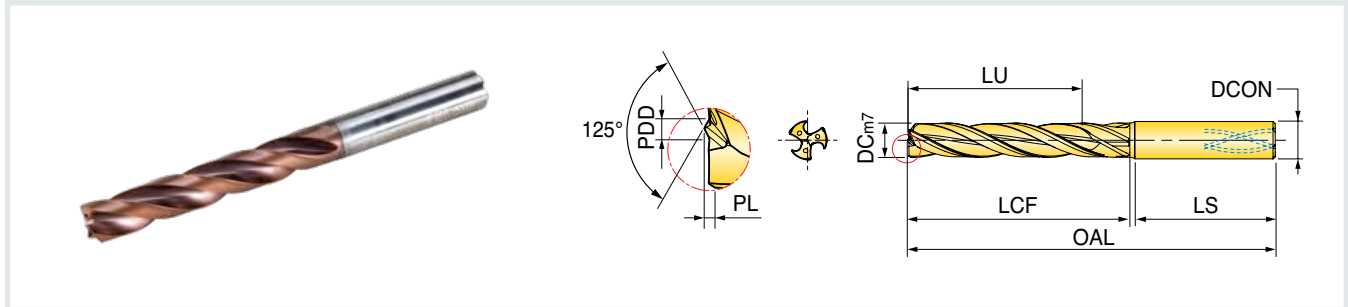 125°
PDD
PL
LU
DCON
DCm7
LCF
LS
OAL